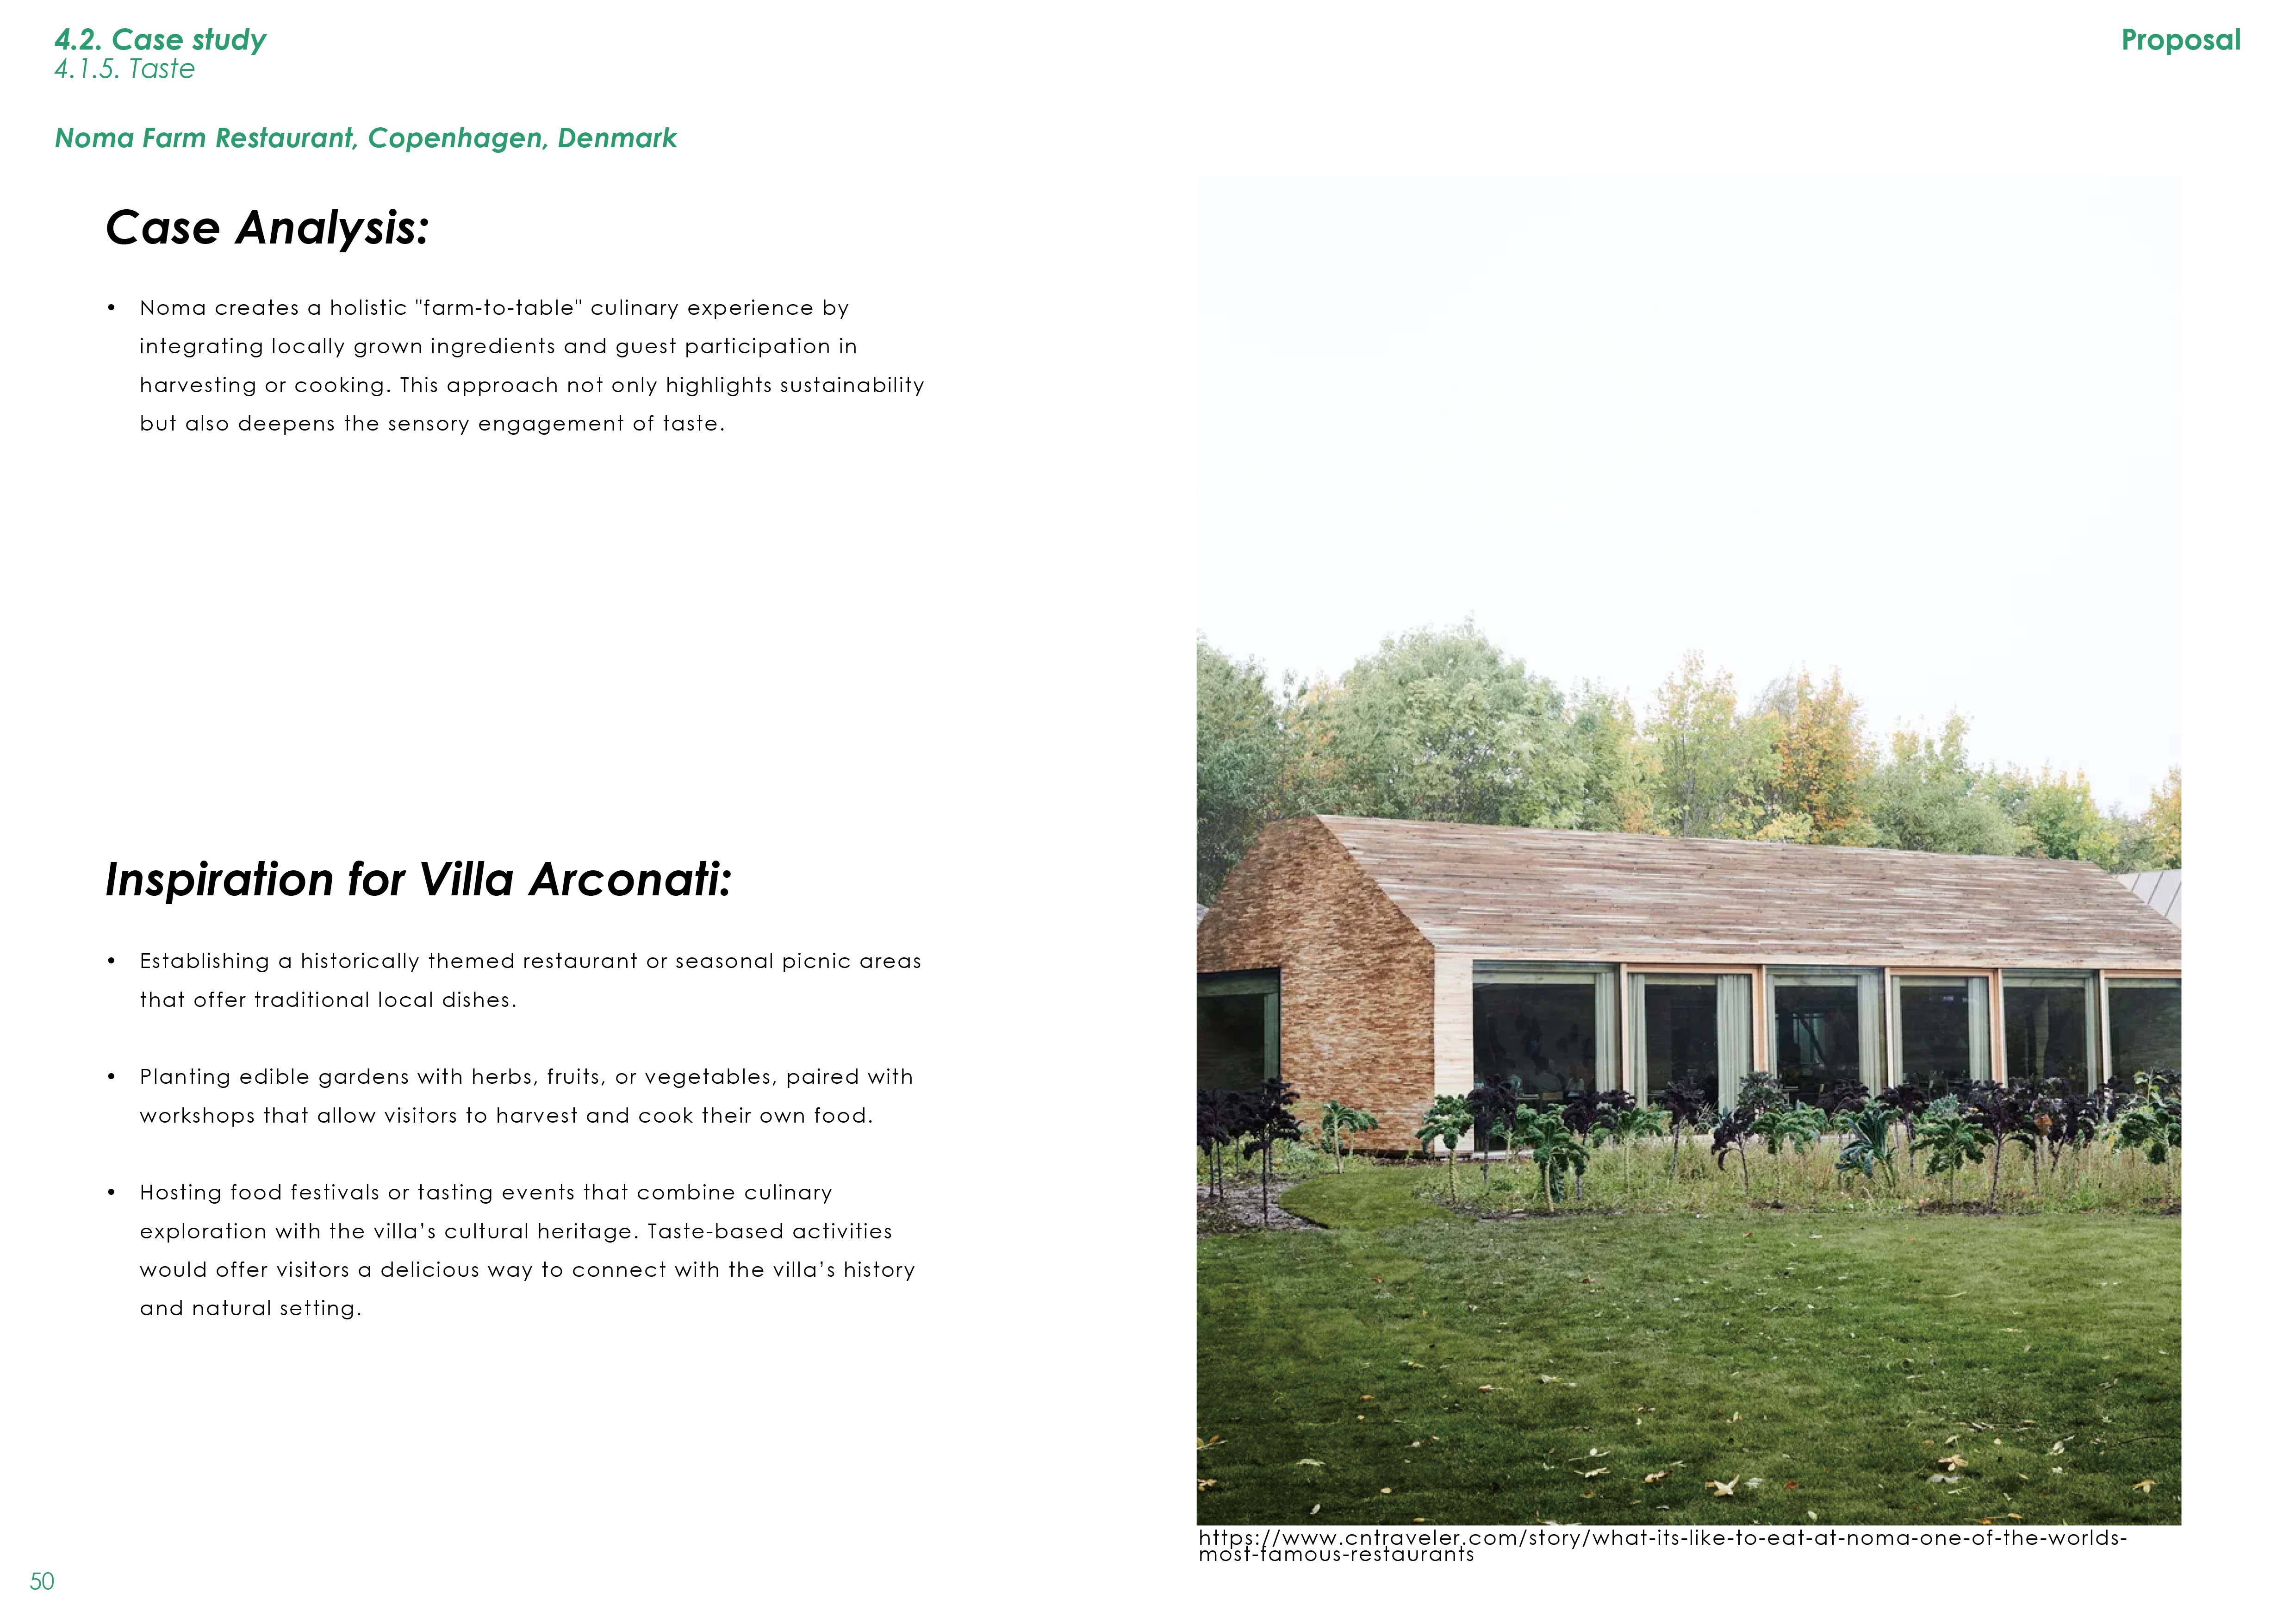 4.2. Case study
4.1.5. Taste
Proposal
Noma Farm Restaurant, Copenhagen, Denmark
Case Analysis:
• Noma creates a holistic "farm-to-table" culinary experience by
integrating locally grown ingredients and guest participation in
harvesting or cooking. This approach not only highlights sustainability
but also deepens the sensory engagement of taste.
Inspiration for Villa Arconati:
• Establishing a historically themed restaurant or seasonal picnic areas
that offer traditional local dishes.
• Planting edible gardens with herbs, fruits, or vegetables, paired with
workshops that allow visitors to harvest and cook their own food.
• Hosting food festivals or tasting events that combine culinary
exploration with the villa’s cultural heritage. Taste-based activities
would offer visitors a delicious way to connect with the villa’s history
and natural setting.
https://www.cntraveler.com/story/what-its-like-to-eat-at-noma-one-of-the-worlds-
most-famous-restaurants
50